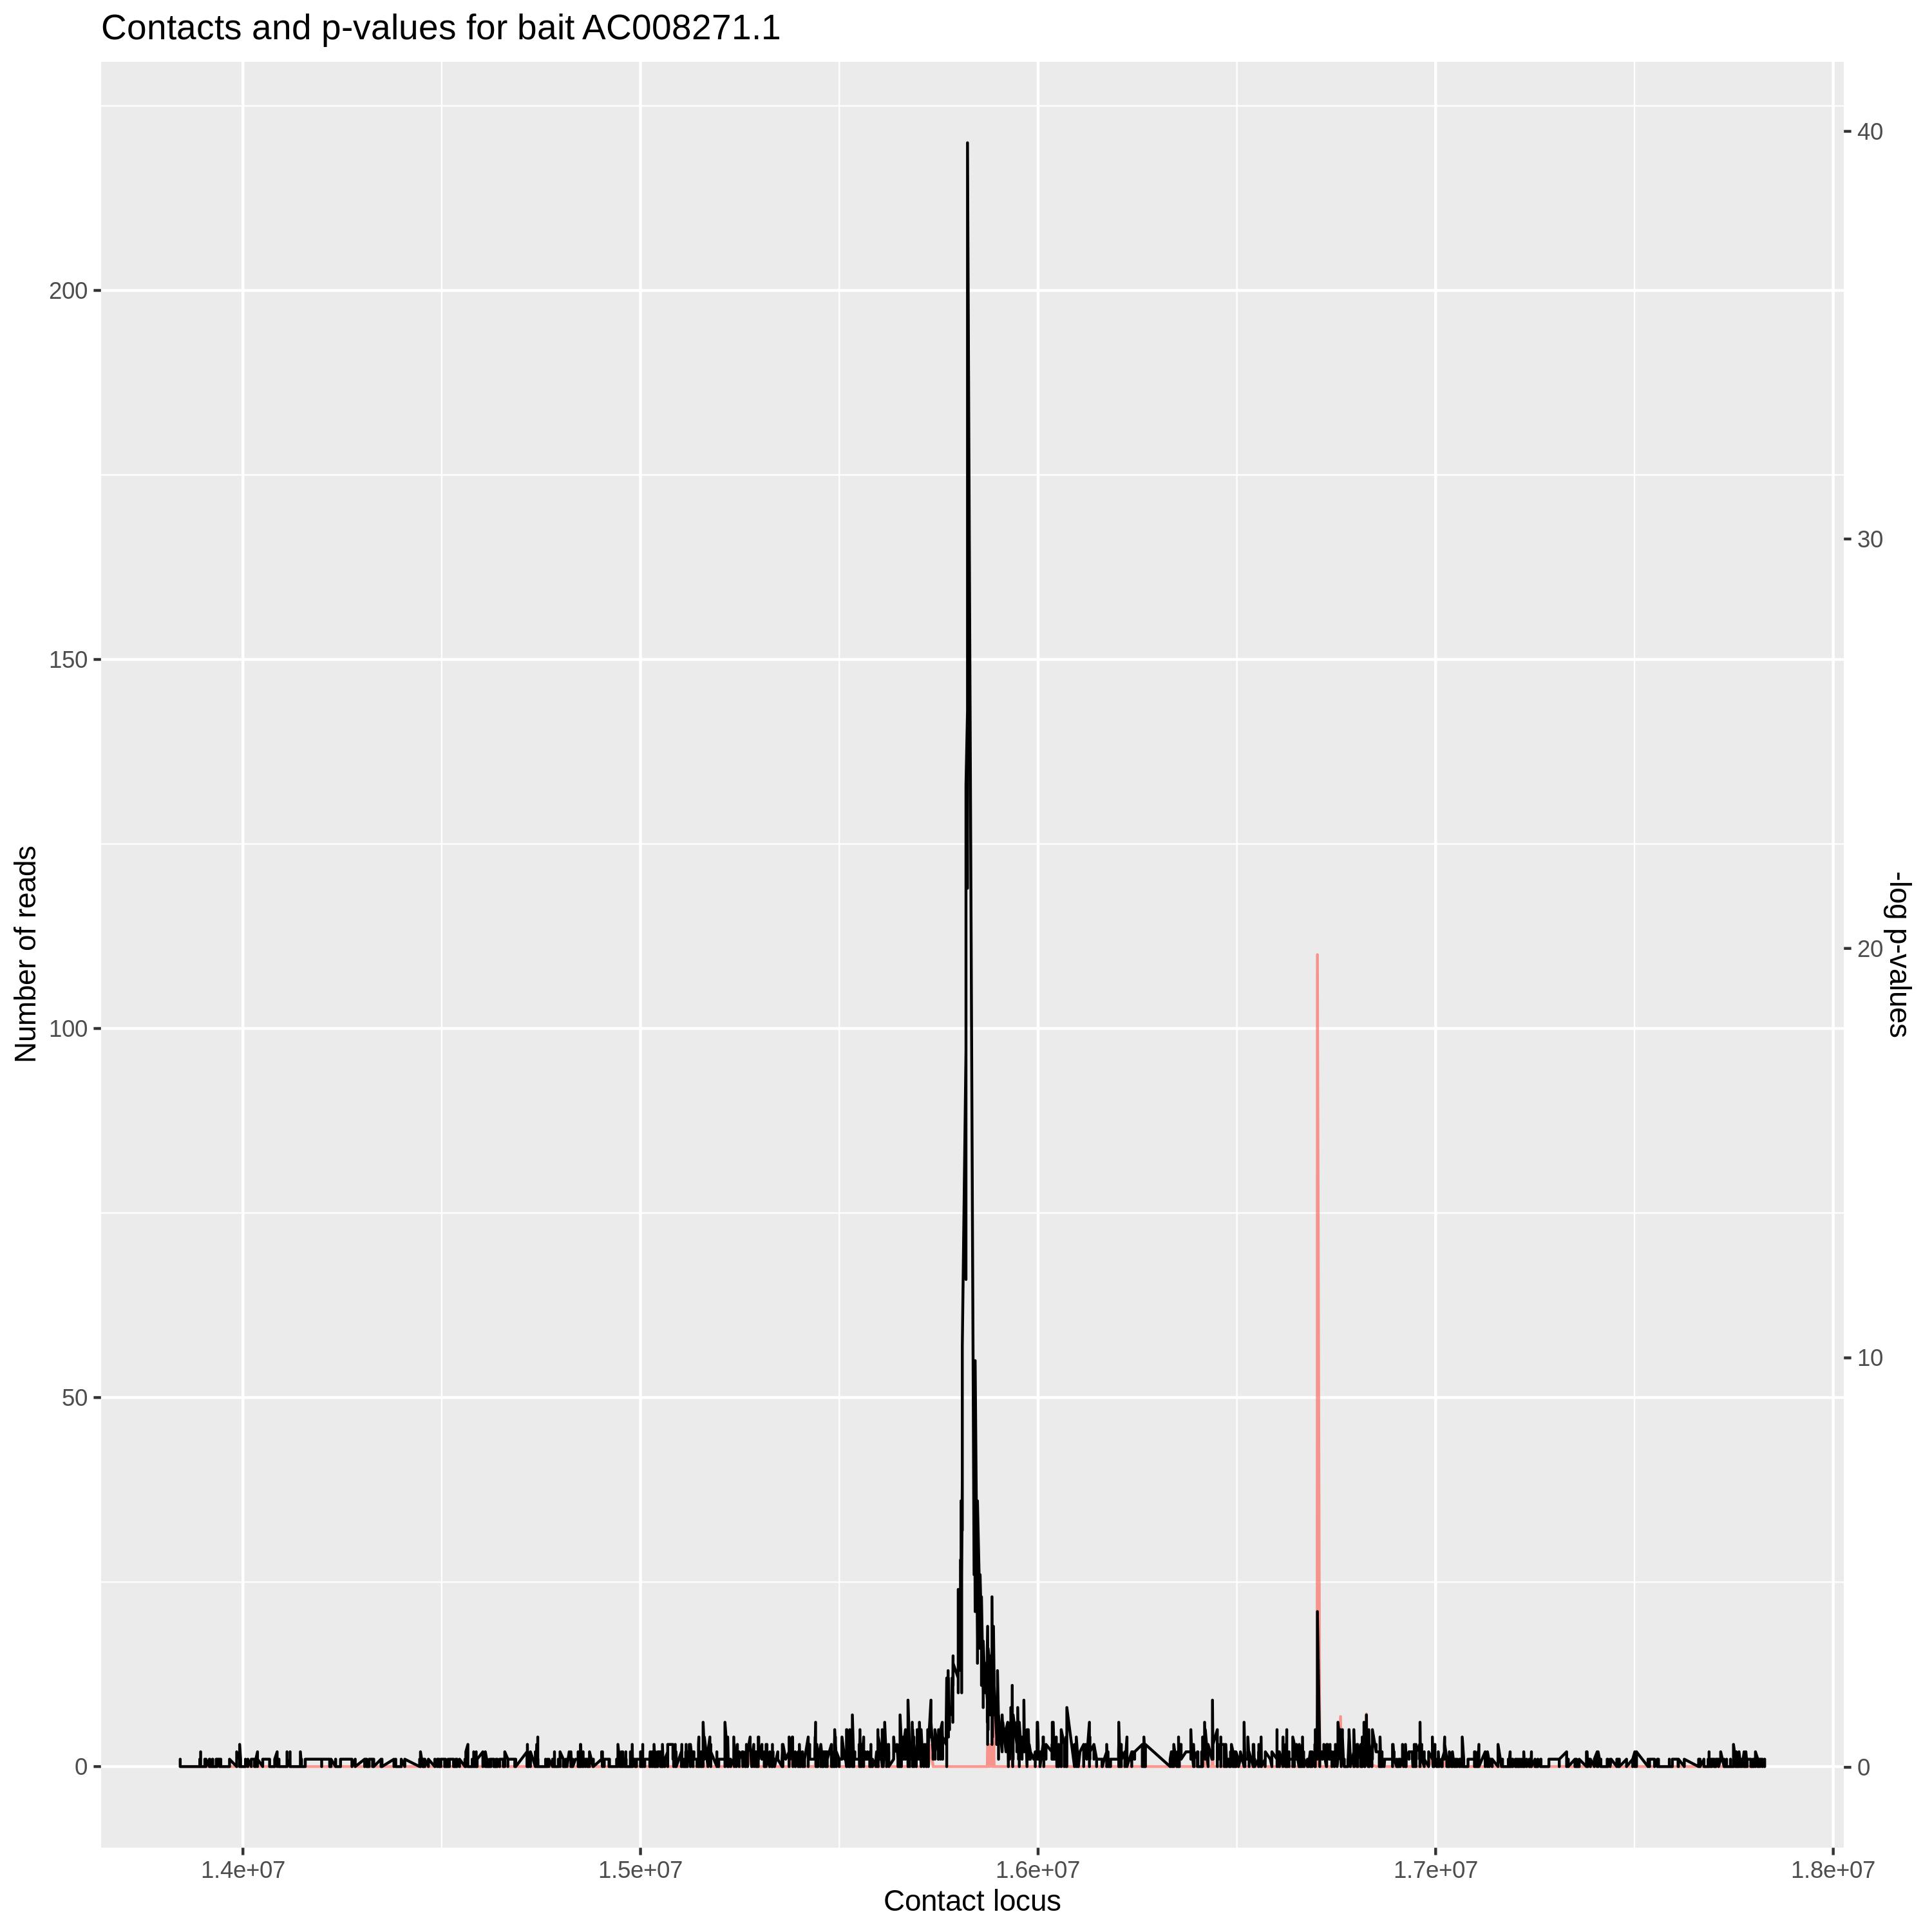 Contacts and p-values for bait AC008271.1
Number of reads
200
150
100
50
0
40
30
20
10
0
-log p-values
1.4e+07 1.5e+07 1.6e+07 1.7e+07 1.8e+07
Contact locus